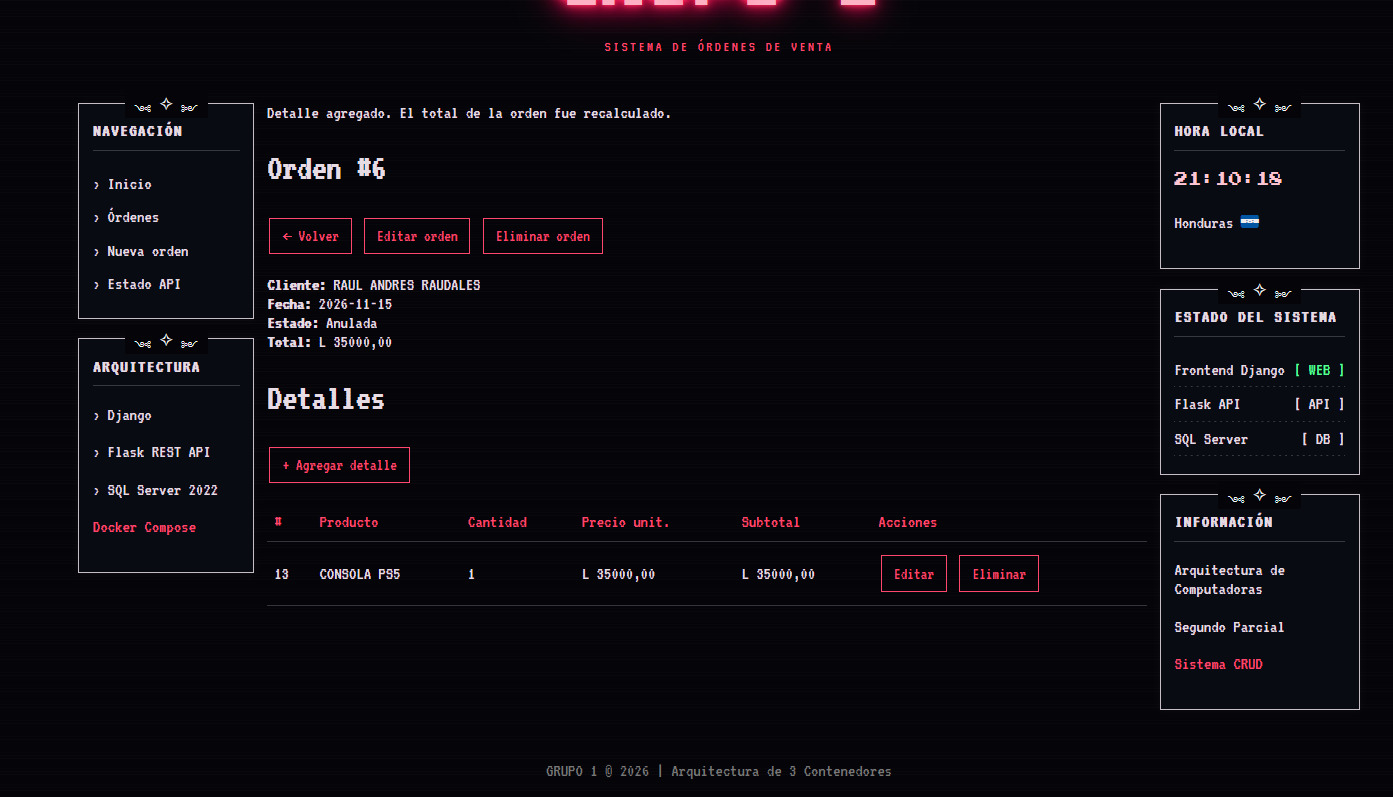 SISTEMA DE ÓRDENES DE VENTA
NAVEGACIÓN
› Inicio
› Órdenes
› Nueva orden
› Estado API
ARQUITECTURA
› Django
› Flask REST API
› SQL Server 2022
Docker Compose
Detalle agregado. El total de la orden fue recalculado.
Orden #6
← Volver
Editar orden
Eliminar orden
Cliente: RAUL ANDRES RAUDALES
Fecha: 2026-11-15
Estado: Anulada
Total: L 35000,00
Detalles
+ Agregar detalle
# Producto Cantidad Precio unit. Subtotal Acciones
13 CONSOLA PS5 1 L 35000,00 L 35000,00 Editar Eliminar
HORA LOCAL
21:10:18
Honduras
ESTADO DEL SISTEMA
Frontend Django [ WEB ]
Flask API [ API ]
SQL Server [ DB ]
INFORMACIÓN
Arquitectura de
Computadoras
Segundo Parcial
Sistema CRUD
GRUPO 1 @ 2026 | Arquitectura de 3 Contenedores